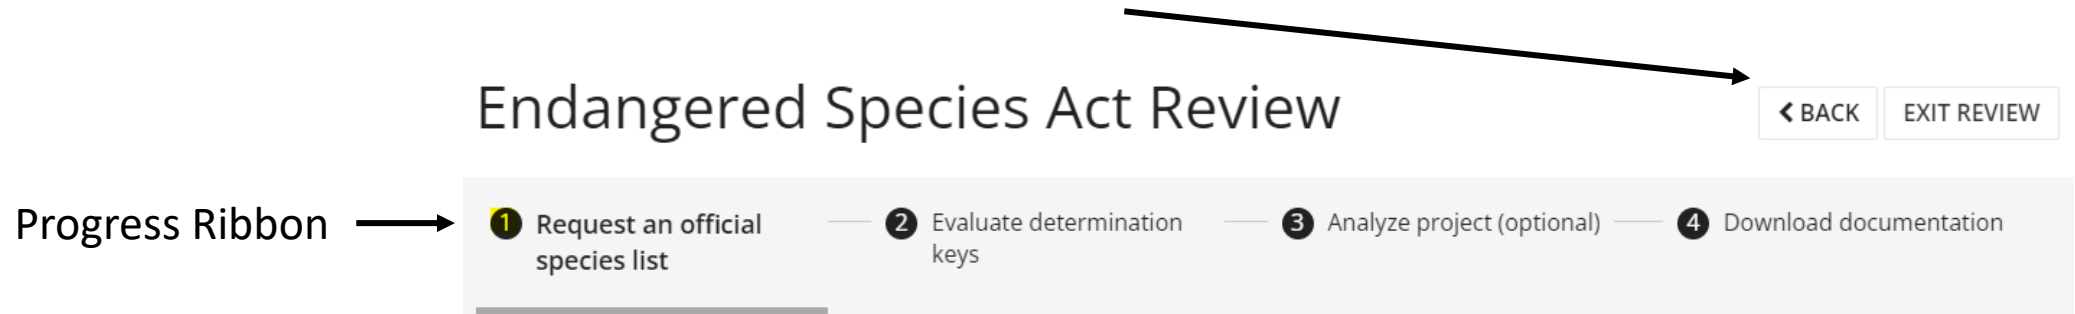 Endangered Species Act Review
BACK
EXIT REVIEW
Progress Ribbon
1 Request an official
species list
2 Evaluate determination
keys
3 Analyze project (optional)
4 Download documentation